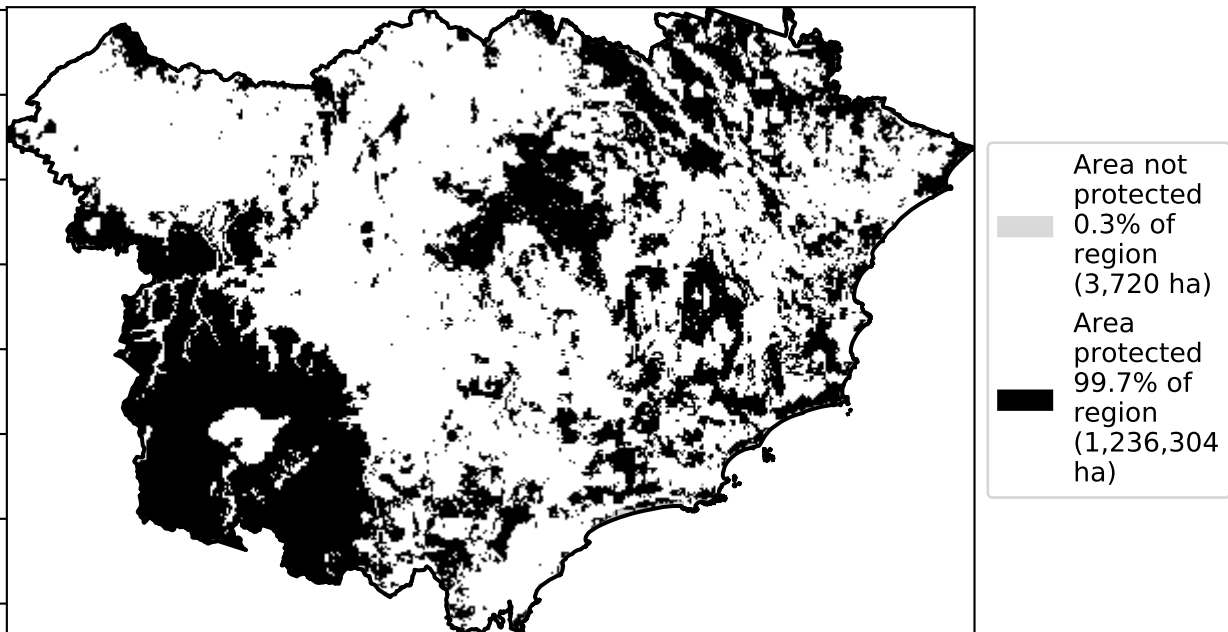 Area not
protected
0.3% of
region
(3,720 ha)
Area
protected
99.7% of
region
(1,236,304
ha)